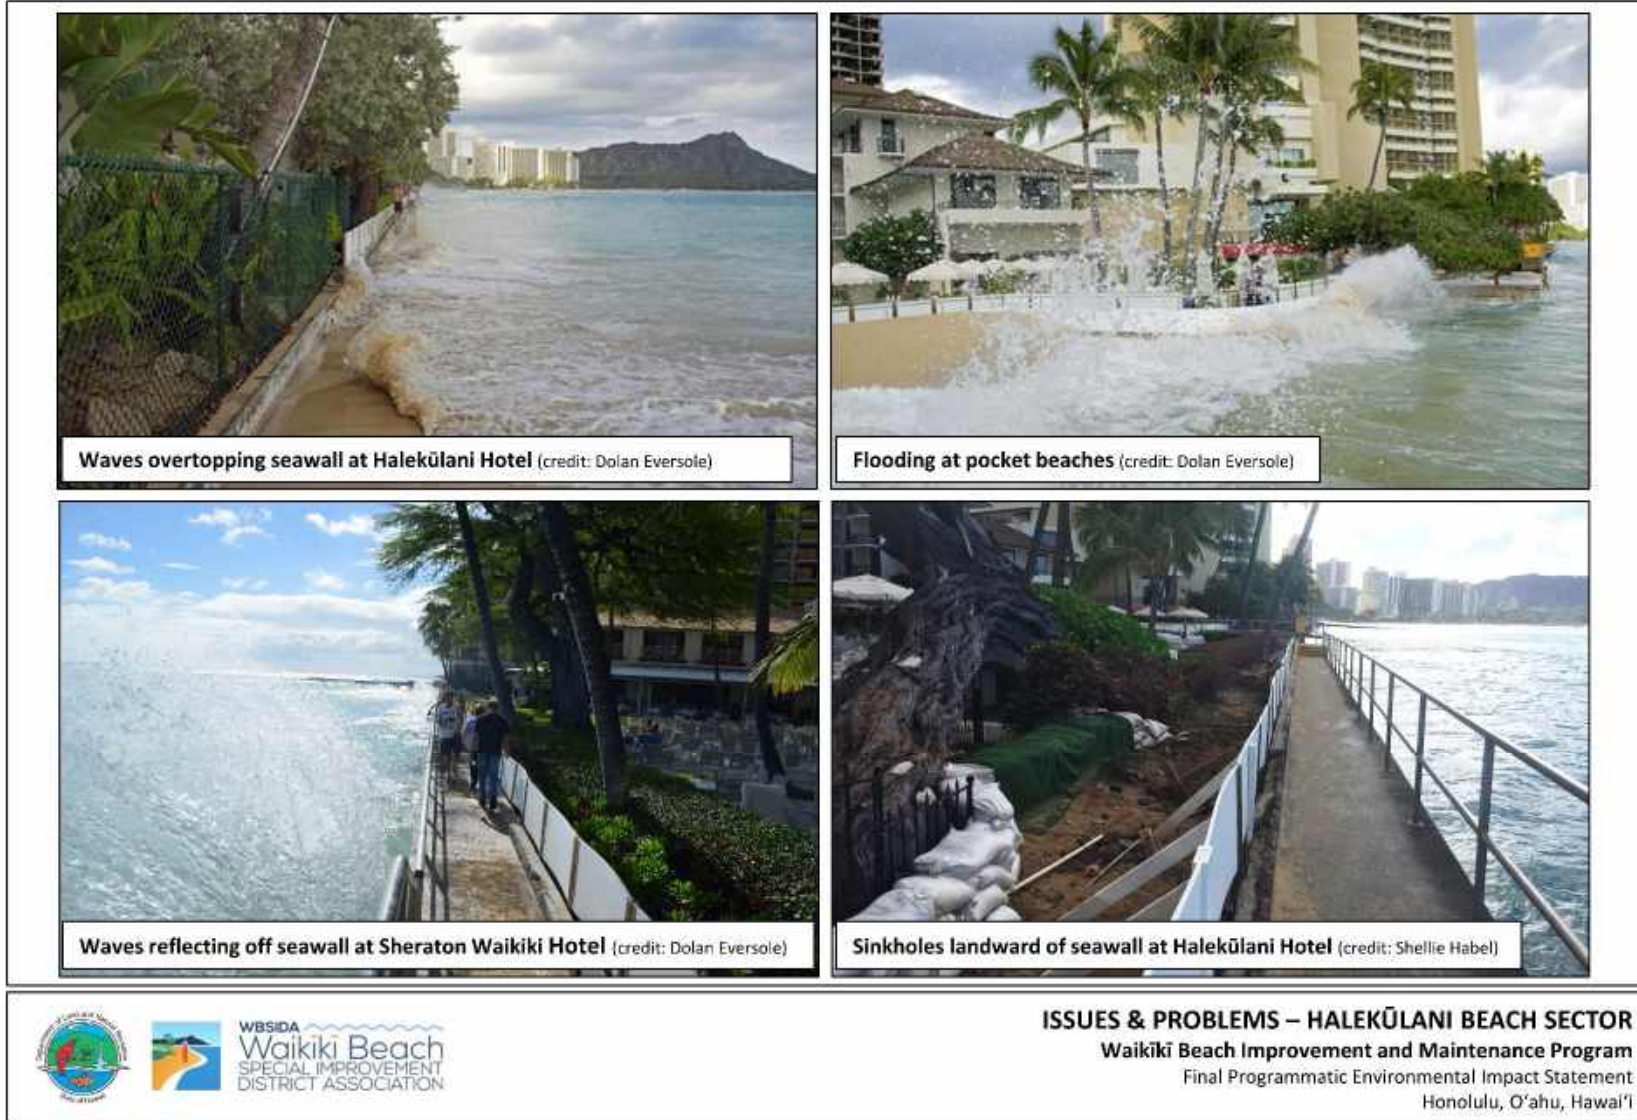 Waves overtopping seawall at Halekūlani Hotel (credit: Dolan Eversole)
Flooding at pocket beaches (credit: Dolan Eversole)
Waves reflecting off seawall at Sheraton Waikiki Hotel (credit: Dolan Eversole)
Sinkholes landward of seawall at Halekūlani Hotel (credit: Shellie Habel)
WBSIDA
Waikīkī Beach
SPECIAL IMPROVEMENT
DISTRICT ASSOCIATION
ISSUES & PROBLEMS – HALEKŪLANI BEACH SECTOR
Waikīkī Beach Improvement and Maintenance Program
Final Programmatic Environmental Impact Statement
Honolulu, Oʻahu, Hawaiʻi